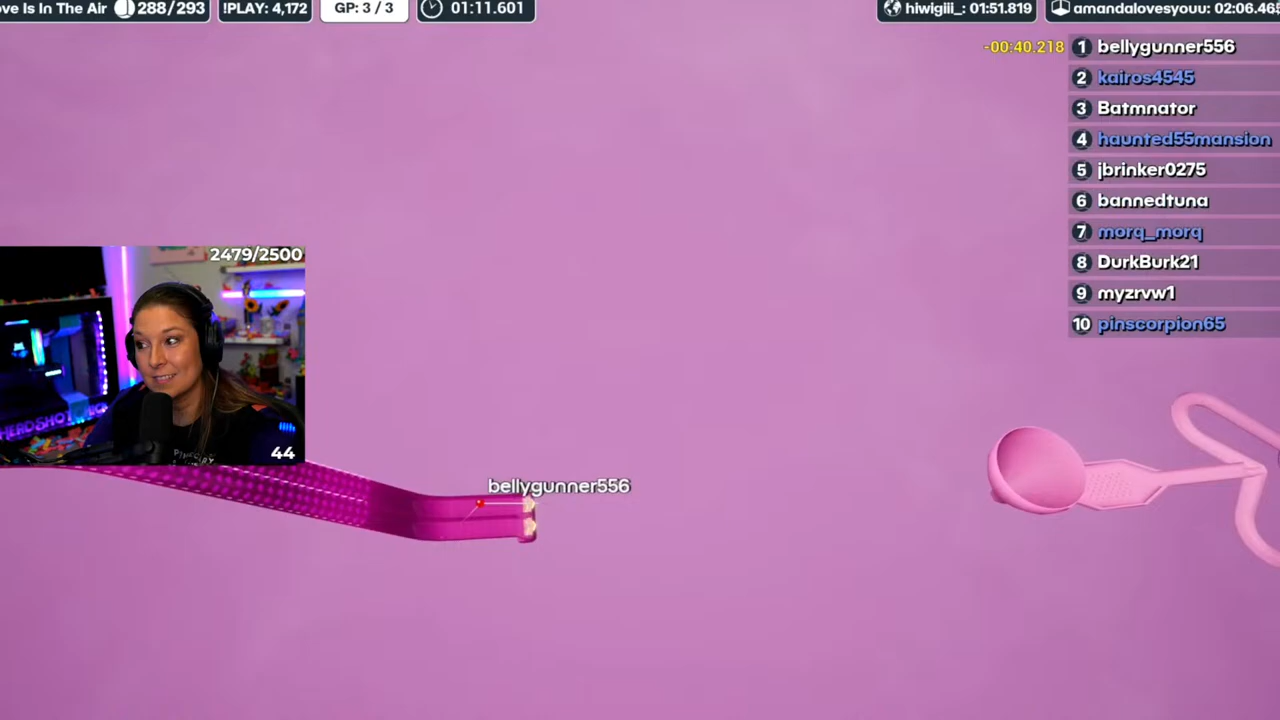 ove Is In The Air 288/293
!PLAY: 4,172
GP: 3 / 3
01:11.601
hiwigiii_: 01:51.819
amandalovesyouu: 02:06.465
-00:40.218 1 bellygunner556
2 kairos4545
3 Batmnator
4 haunted55mansion
5 jbrinker0275
6 bannedtuna
7 morq_morq
8 DurkBurk21
9 myzrvw1
10 pinscorpion65
2479/2500
44
bellygunner556